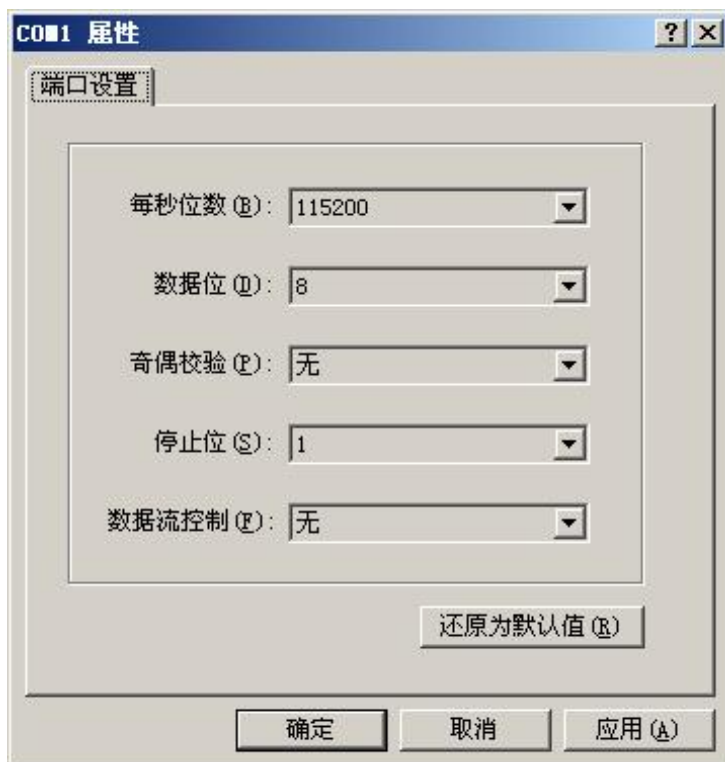 COM1 属性
端口设置
每秒位数(B): 115200
数据位(D): 8
奇偶校验(P): 无
停止位(S): 1
数据流控制(F): 无
还原为默认值(R)
确定 取消 应用(A)